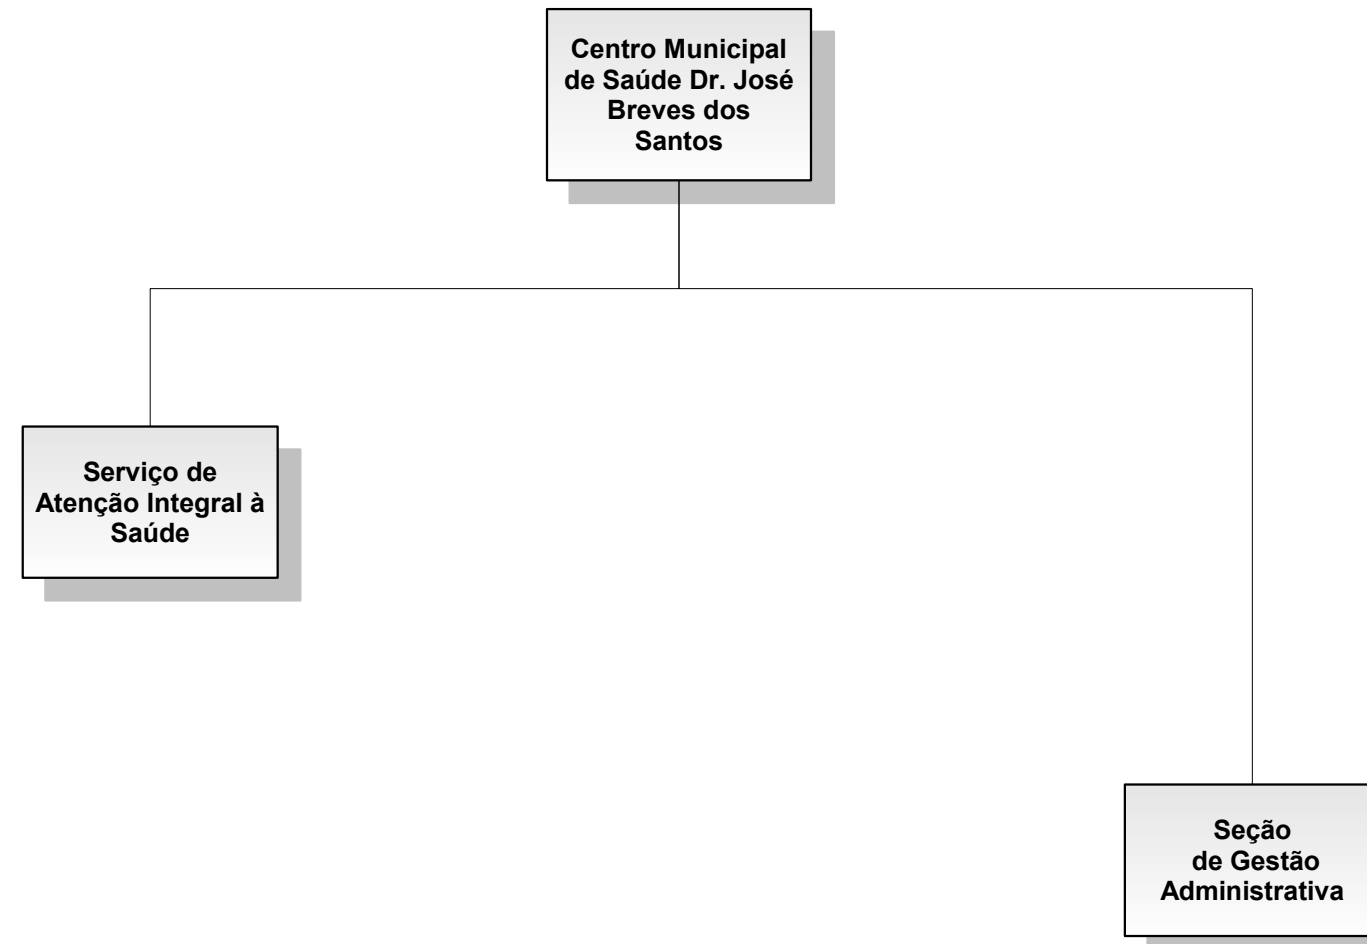 Centro Municipal
de Saúde Dr. José
Breves dos
Santos
Serviço de
Atenção Integral à
Saúde
Seção
de Gestão
Administrativa